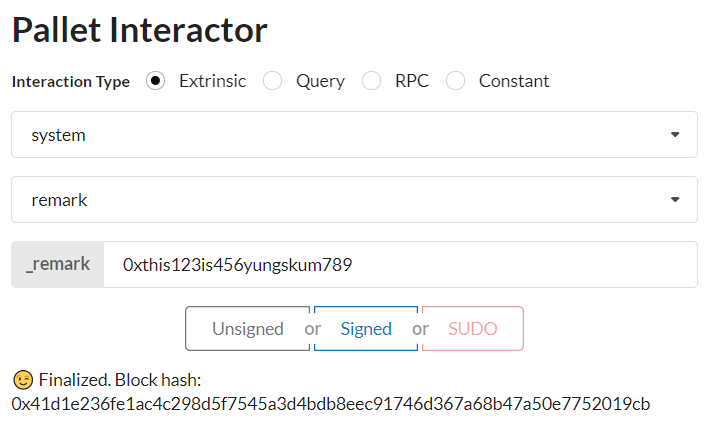 Pallet Interactor
Interaction Type Extrinsic Query RPC Constant
system
remark
_remark 0xthis123is456yungskum789
Unsigned or Signed or SUDO
😉 Finalized. Block hash:
0x41d1e236fe1ac4c298d5f7545a3d4bdb8eec91746d367a68b47a50e7752019cb